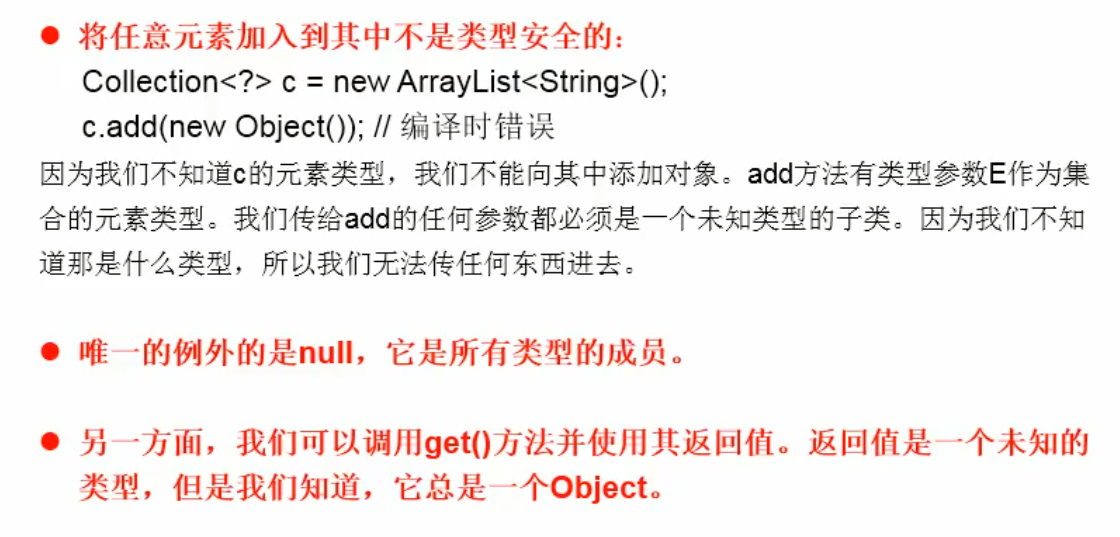 ● 将任意元素加入到其中不是类型安全的：
Collection<?> c = new ArrayList<String>();
c.add(new Object()); // 编译时错误
因为我们不知道c的元素类型，我们不能向其中添加对象。add方法有类型参数E作为集
合的元素类型。我们传给add的任何参数都必须是一个未知类型的子类。因为我们不知
道那是什么类型，所以我们无法传任何东西进去。
● 唯一的例外的是null，它是所有类型的成员。
● 另一方面，我们可以调用get()方法并使用其返回值。返回值是一个未知的
类型，但是我们知道，它总是一个Object。